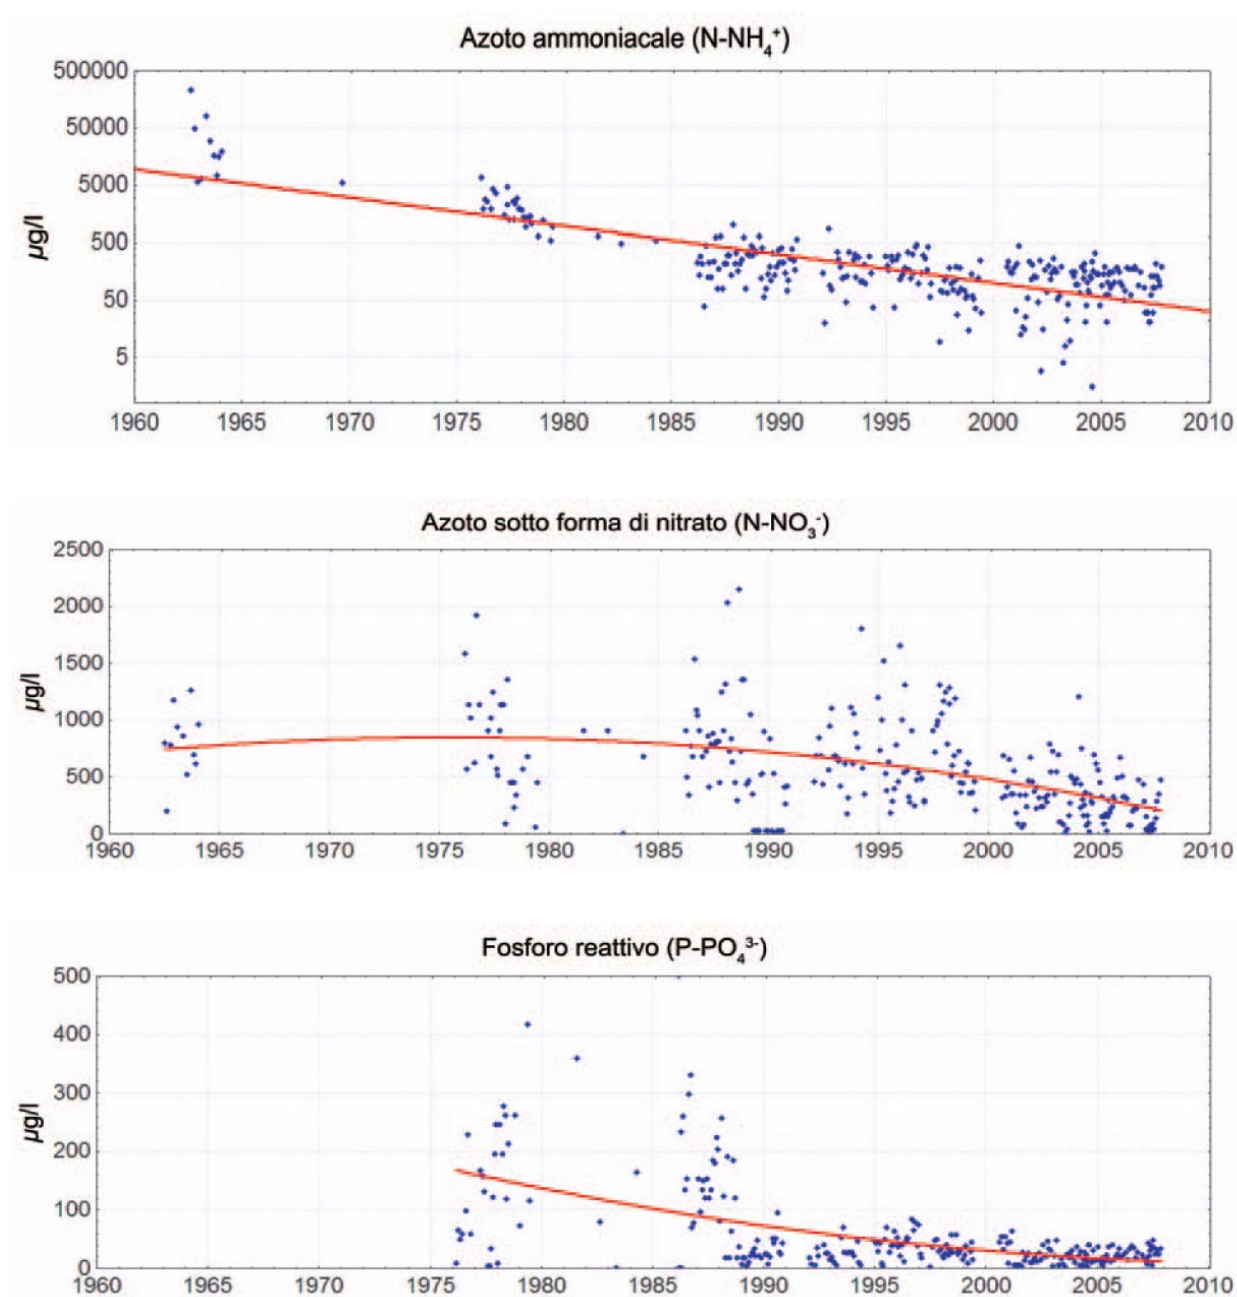 Azoto ammoniacale (N-NH₄⁺)
500000
50000
5000
500
50
5
µg/l
1960 1965 1970 1975 1980 1985 1990 1995 2000 2005 2010
Azoto sotto forma di nitrato (N-NO₃⁻)
2500
2000
1500
1000
500
0
µg/l
1960 1965 1970 1975 1980 1985 1990 1995 2000 2005 2010
Fosforo reattivo (P-PO₄³⁻)
500
400
300
200
100
0
µg/l
1960 1965 1970 1975 1980 1985 1990 1995 2000 2005 2010